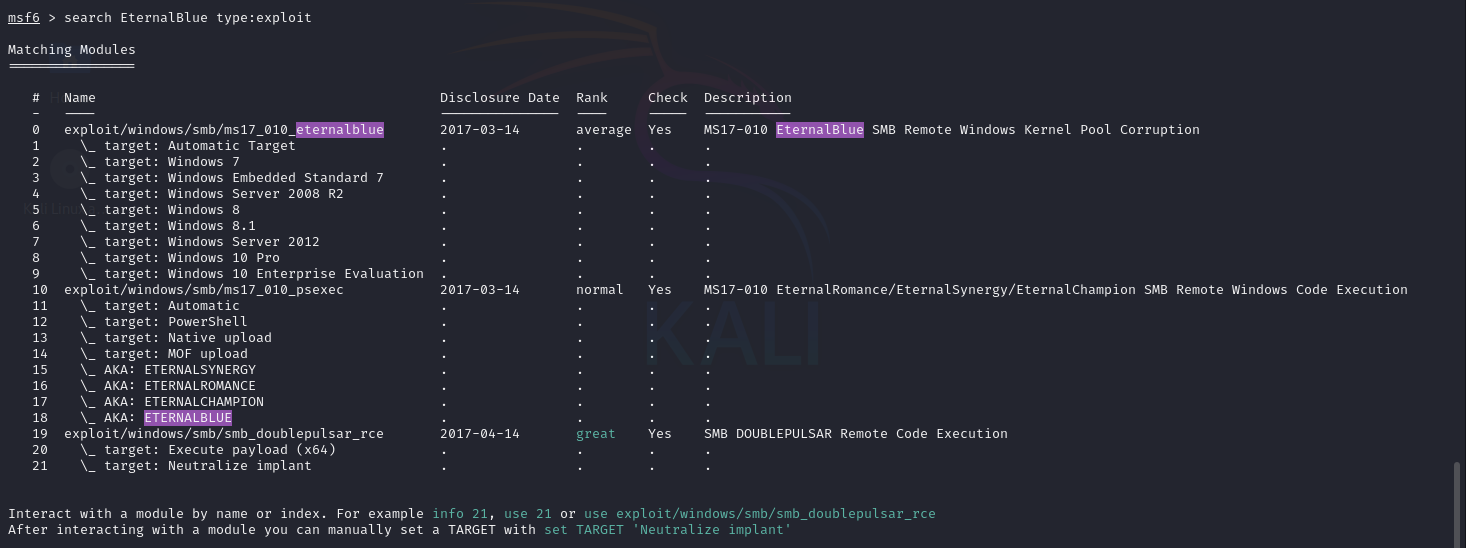 msf6 > search EternalBlue type:exploit
Matching Modules
================
#   Name                                           Disclosure Date  Rank     Check  Description
-   ----                                           ---------------  ----     -----  -----------
0   exploit/windows/smb/ms17_010_eternalblue       2017-03-14       average  Yes    MS17-010 EternalBlue SMB Remote Windows Kernel Pool Corruption
1     \_ target: Automatic Target                  .                .        .      .
2     \_ target: Windows 7                         .                .        .      .
3     \_ target: Windows Embedded Standard 7       .                .        .      .
4     \_ target: Windows Server 2008 R2            .                .        .      .
5     \_ target: Windows 8                         .                .        .      .
6     \_ target: Windows 8.1                       .                .        .      .
7     \_ target: Windows Server 2012               .                .        .      .
8     \_ target: Windows 10 Pro                    .                .        .      .
9     \_ target: Windows 10 Enterprise Evaluation  .                .        .      .
10  exploit/windows/smb/ms17_010_psexec            2017-03-14       normal   Yes    MS17-010 EternalRomance/EternalSynergy/EternalChampion SMB Remote Windows Code Execution
11    \_ target: Automatic                         .                .        .      .
12    \_ target: PowerShell                        .                .        .      .
13    \_ target: Native upload                     .                .        .      .
14    \_ target: MOF upload                        .                .        .      .
15    \_ AKA: ETERNALSYNERGY                       .                .        .      .
16    \_ AKA: ETERNALROMANCE                       .                .        .      .
17    \_ AKA: ETERNALCHAMPION                      .                .        .      .
18    \_ AKA: ETERNALBLUE                          .                .        .      .
19  exploit/windows/smb/smb_doublepulsar_rce       2017-04-14       great    Yes    SMB DOUBLEPULSAR Remote Code Execution
20    \_ target: Execute payload (x64)             .                .        .      .
21    \_ target: Neutralize implant                .                .        .      .
Interact with a module by name or index. For example info 21, use 21 or use exploit/windows/smb/smb_doublepulsar_rce
After interacting with a module you can manually set a TARGET with set TARGET 'Neutralize implant'
KALI